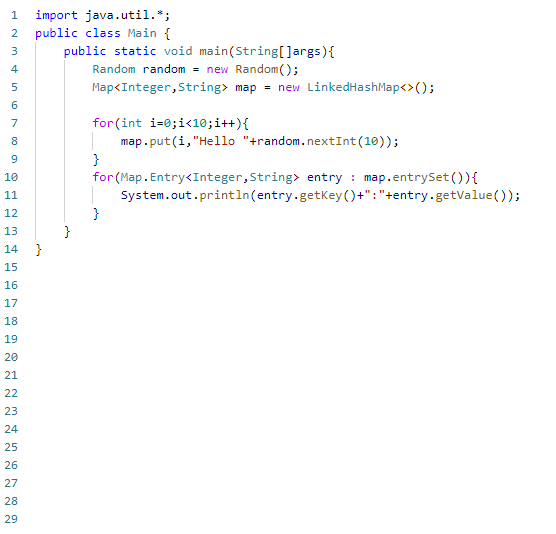 1 import java.util.*;
2 public class Main {
3     public static void main(String[]args){
4         Random random = new Random();
5         Map<Integer,String> map = new LinkedHashMap<>();
6
7         for(int i=0;i<10;i++){
8             map.put(i,"Hello "+random.nextInt(10));
9         }
10         for(Map.Entry<Integer,String> entry : map.entrySet()){
11             System.out.println(entry.getKey()+":"+entry.getValue());
12         }
13     }
14 }
15
16
17
18
19
20
21
22
23
24
25
26
27
28
29